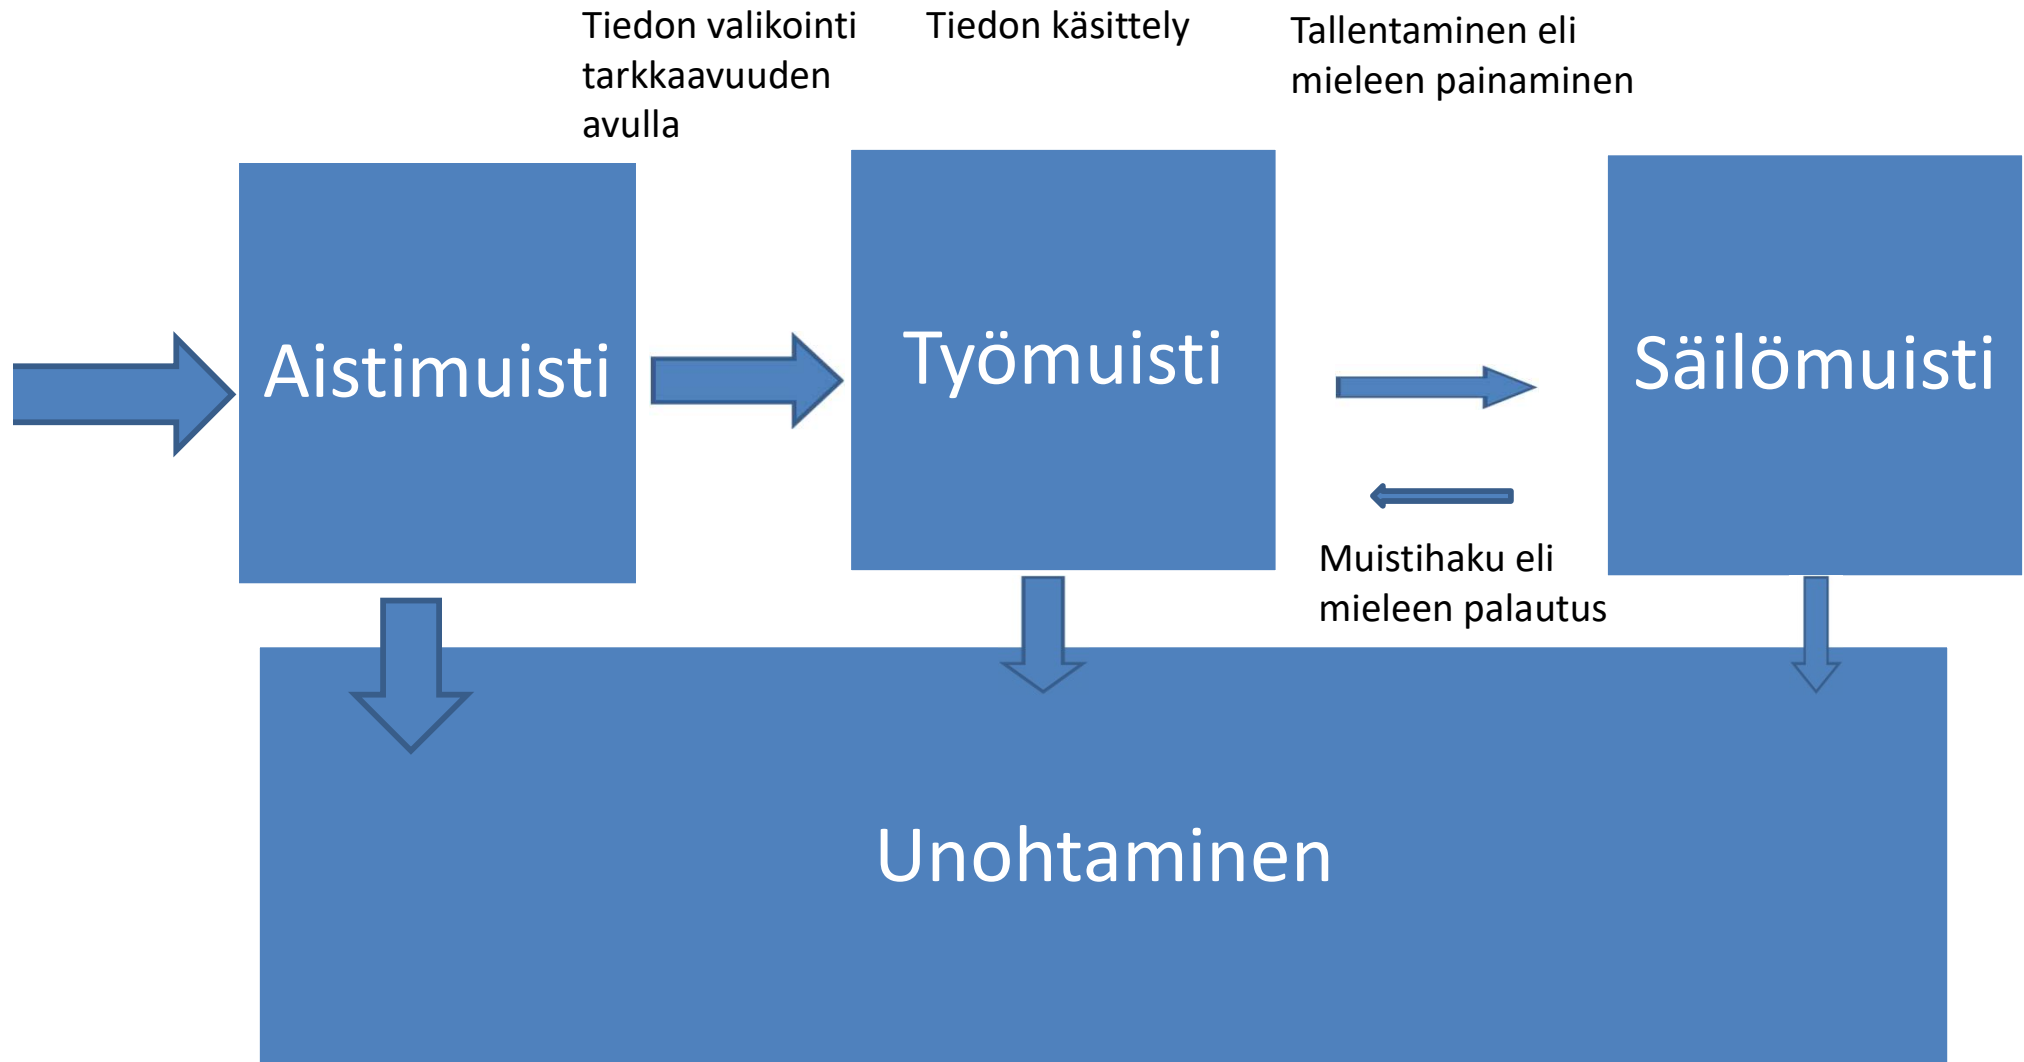 Tiedon valikointi
tarkkaavuuden
avulla
Tiedon käsittely
Tallentaminen eli
mieleen painaminen
Aistimuisti
Työmuisti
Säilömuisti
Muistihaku eli
mieleen palautus
Unohtaminen